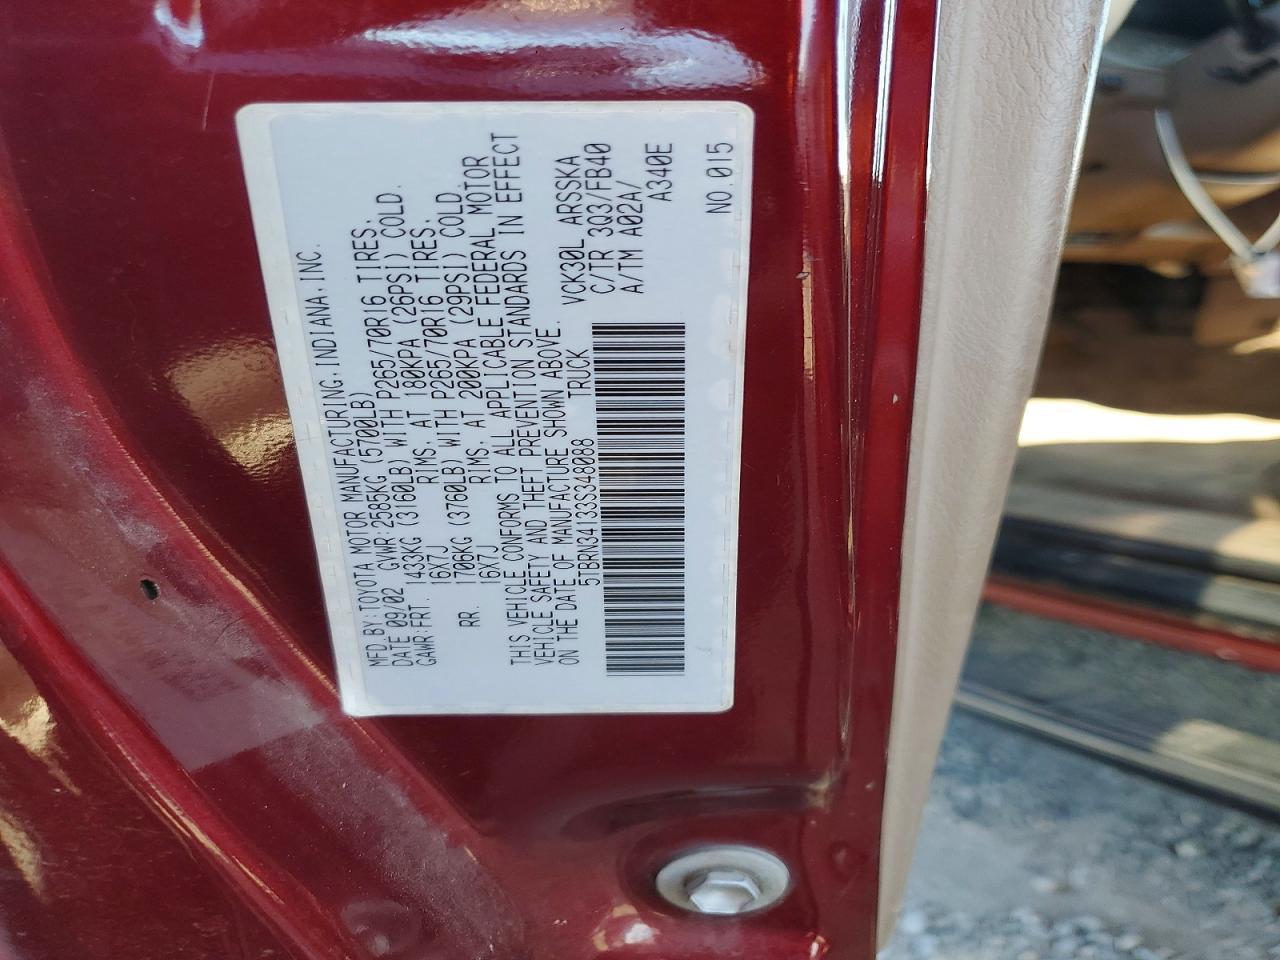 MFD.BY:TOYOTA MOTOR MANUFACTURING,INDIANA,INC.
DATE 09/02 GVWR:2585KG (5700LB)
GAWR:FRT. 1433KG (3160LB) WITH P265/70R16 TIRES,
16X7J RIMS, AT 180KPA (26PSI) COLD.
RR. 1706KG (3760LB) WITH P265/70R16 TIRES,
16X7J RIMS, AT 200KPA (29PSI) COLD.
THIS VEHICLE CONFORMS TO ALL APPLICABLE FEDERAL MOTOR
VEHICLE SAFETY AND THEFT PREVENTION STANDARDS IN EFFECT
ON THE DATE OF MANUFACTURE SHOWN ABOVE.
5TBRN34133S348088 TRUCK
VCK30L ARSSKA
C/TR 3Q3/FB40
A/TM A02A/
A340E
NO.015